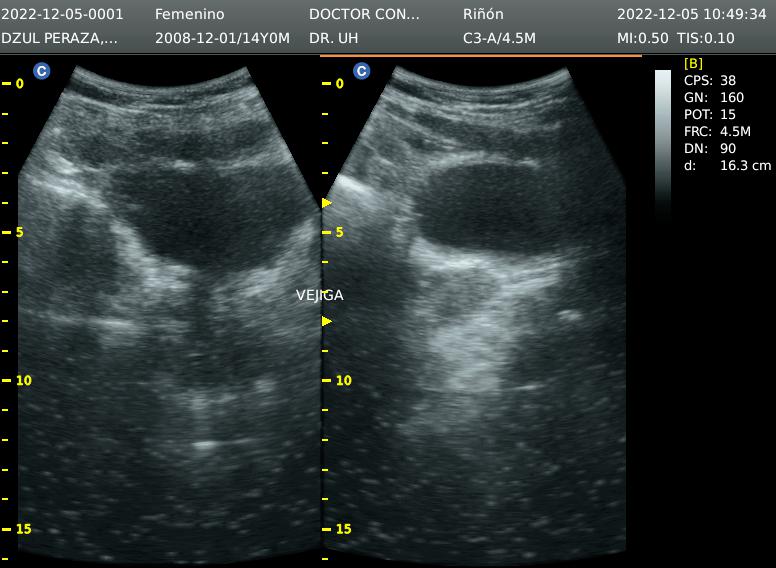 2022-12-05-0001 Femenino DOCTOR CON... Riñón 2022-12-05 10:49:34
DZUL PERAZA,... 2008-12-01/14Y0M DR. UH C3-A/4.5M MI:0.50 TIS:0.10
C C
[B]
CPS: 38
GN: 160
POT: 15
FRC: 4.5M
DN: 90
d: 16.3 cm
0 0
5 5
VEJIGA
10 10
15 15